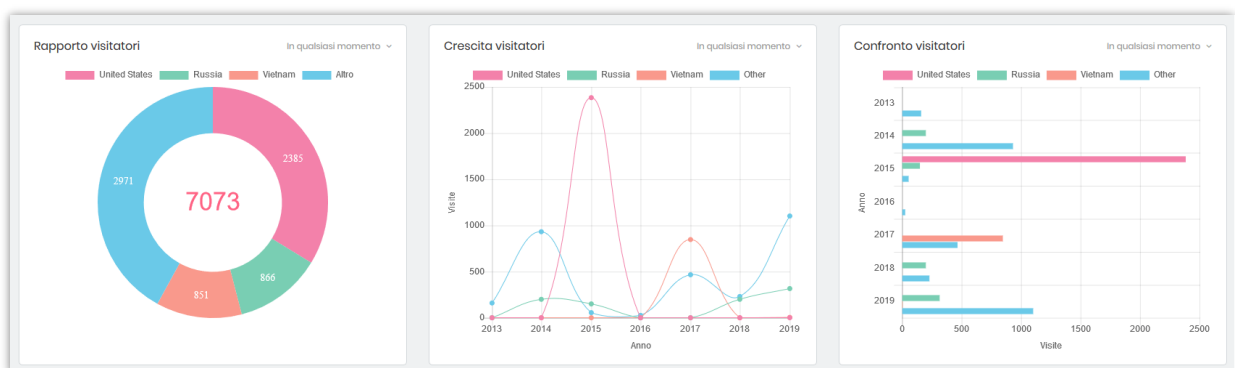 Rapporto visitatori
In qualsiasi momento
United States Russia Vietnam Altro
2385
2971
7073
866
851
Crescita visitatori
In qualsiasi momento
United States Russia Vietnam Other
2500
2000
1500
1000
500
0
Visite
2013 2014 2015 2016 2017 2018 2019
Anno
Confronto visitatori
In qualsiasi momento
United States Russia Vietnam Other
2013
2014
2015
2016
2017
2018
2019
Anno
0 500 1000 1500 2000 2500
Visite